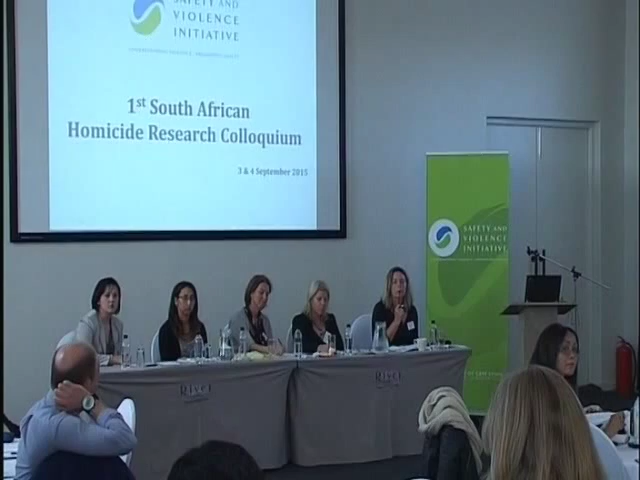 SAFETY AND
VIOLENCE
INITIATIVE
1st South African
Homicide Research Colloquium
3 & 4 September 2015
SAFETY AND
VIOLENCE
INITIATIVE
River
River